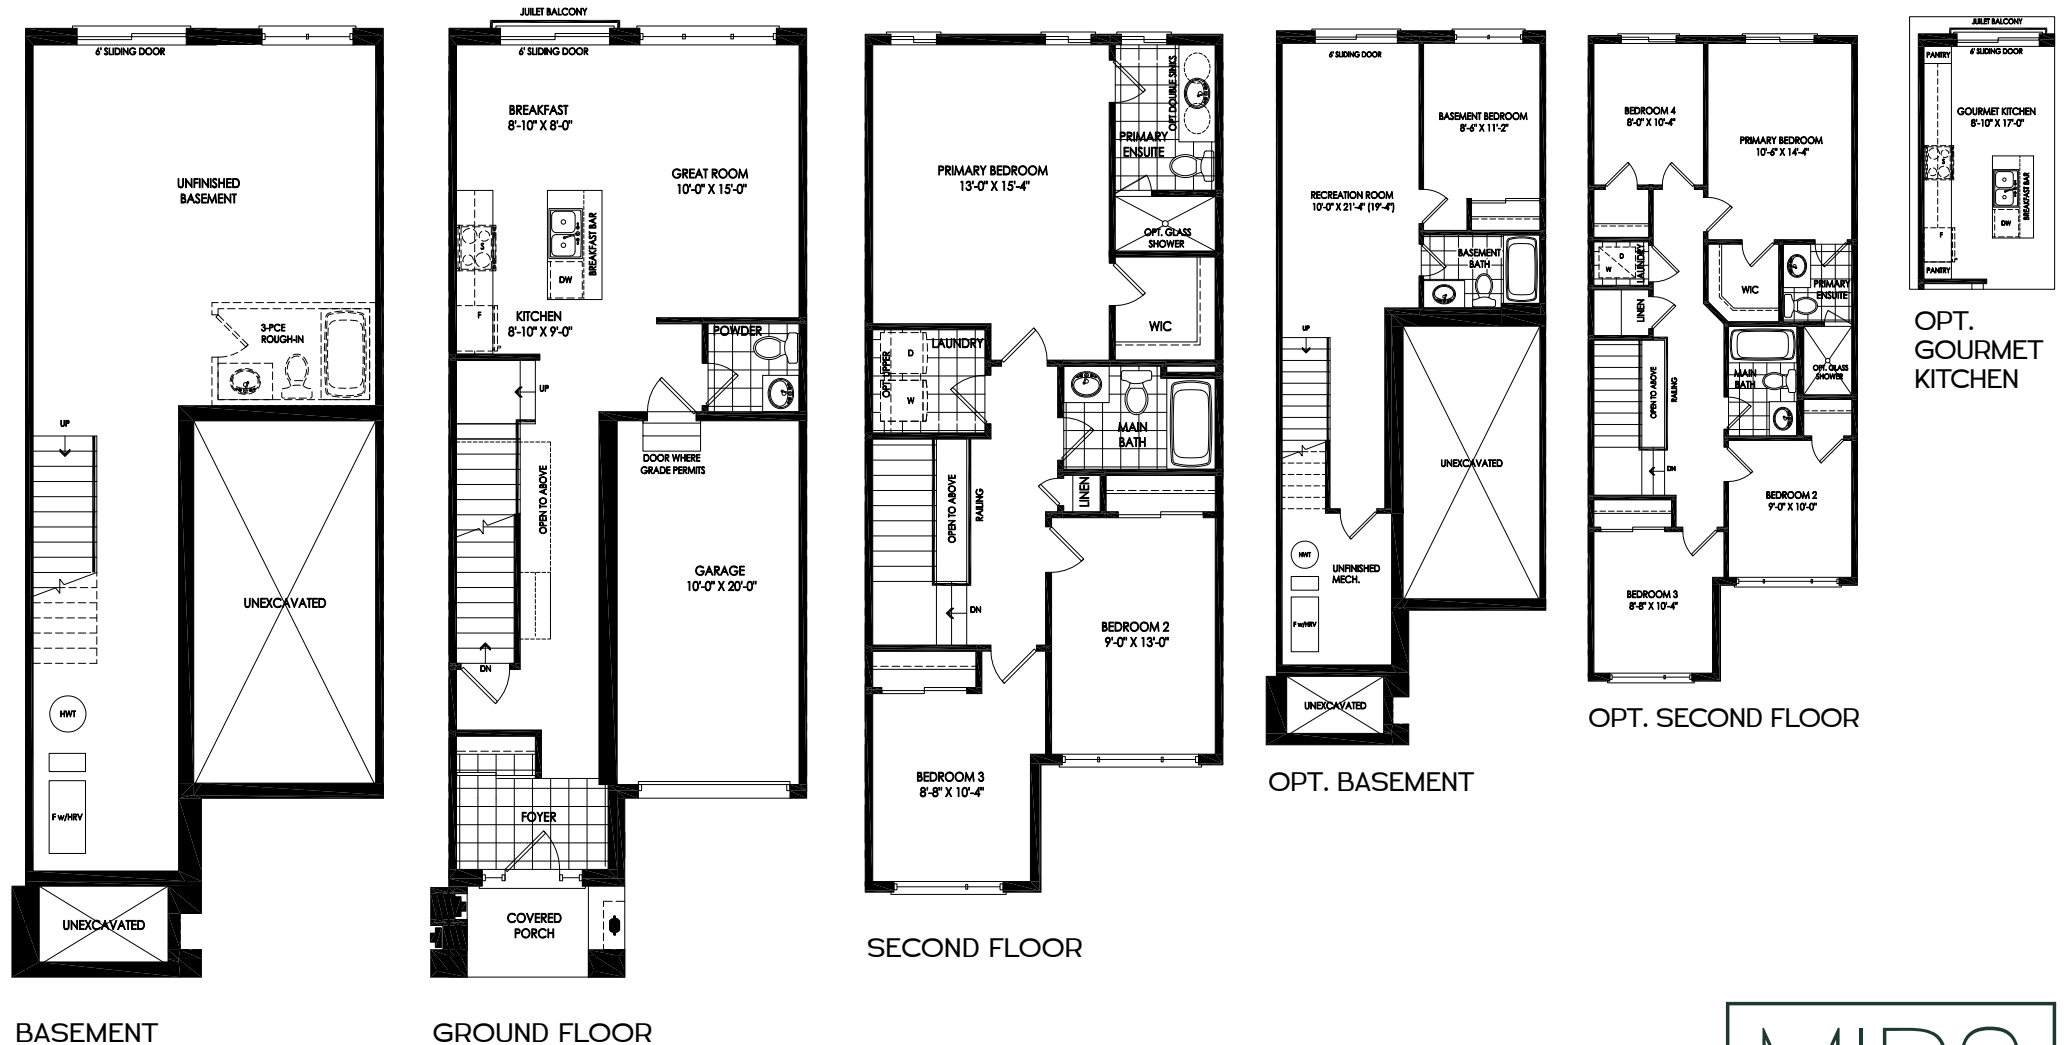 6' SLIDING DOOR
UNFINISHED
BASEMENT
3-PCE
ROUGH-IN
UP
UNEXCAVATED
HWT
F w/HRV
UNEXCAVATED
BASEMENT
JUILET BALCONY
6' SLIDING DOOR
BREAKFAST
8'-10" X 8'-0"
GREAT ROOM
10'-0" X 15'-0"
S
BREAKFAST BAR
DW
F
KITCHEN
8'-10" X 9'-0"
POWDER
UP
DOOR WHERE
GRADE PERMITS
OPEN TO ABOVE
GARAGE
10'-0" X 20'-0"
DN
FOYER
COVERED
PORCH
GROUND FLOOR
OPT. DOUBLE SINKS
PRIMARY
ENSUITE
PRIMARY BEDROOM
13'-0" X 15'-4"
OPT. GLASS
SHOWER
WIC
LAUNDRY
OPT. UPPER
D
W
MAIN
BATH
OPEN TO ABOVE
RAILING
LINEN
DN
BEDROOM 2
9'-0" X 13'-0"
BEDROOM 3
8'-8" X 10'-4"
SECOND FLOOR
6' SLIDING DOOR
BASEMENT BEDROOM
8'-6" X 11'-2"
RECREATION ROOM
10'-0" X 21'-4" (19'-4")
BASEMENT
BATH
UP
UNEXCAVATED
HWT
UNFINISHED
MECH.
F w/HRV
UNEXCAVATED
OPT. BASEMENT
BEDROOM 4
8'-0" X 10'-4"
PRIMARY BEDROOM
10'-6" X 14'-4"
D
W
LAUNDRY
WIC
PRIMARY
ENSUITE
LINEN
OPT. GLASS
SHOWER
MAIN
BATH
OPEN TO ABOVE
RAILING
DN
BEDROOM 2
9'-0" X 10'-0"
BEDROOM 3
8'-8" X 10'-4"
OPT. SECOND FLOOR
JUILET BALCONY
6' SLIDING DOOR
PANTRY
GOURMET KITCHEN
8'-10" X 17'-0"
S
BREAKFAST BAR
DW
F
PANTRY
OPT.
GOURMET
KITCHEN